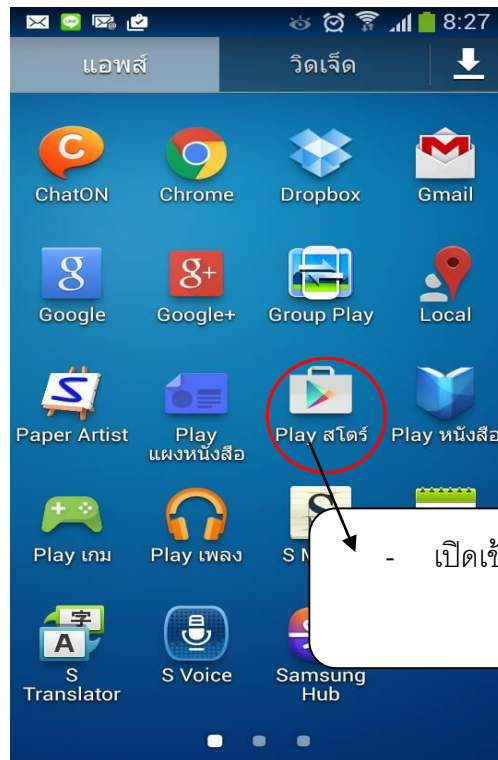 8:27
แอพส์ วิดเจ็ด
ChatON Chrome Dropbox Gmail
Google Google+ Group Play Local
Paper Artist Play แผงหนังสือ Play สโตร์ Play หนังสือ
Play เกม Play เพลง S
- เปิดเข้
S Translator S Voice Samsung Hub